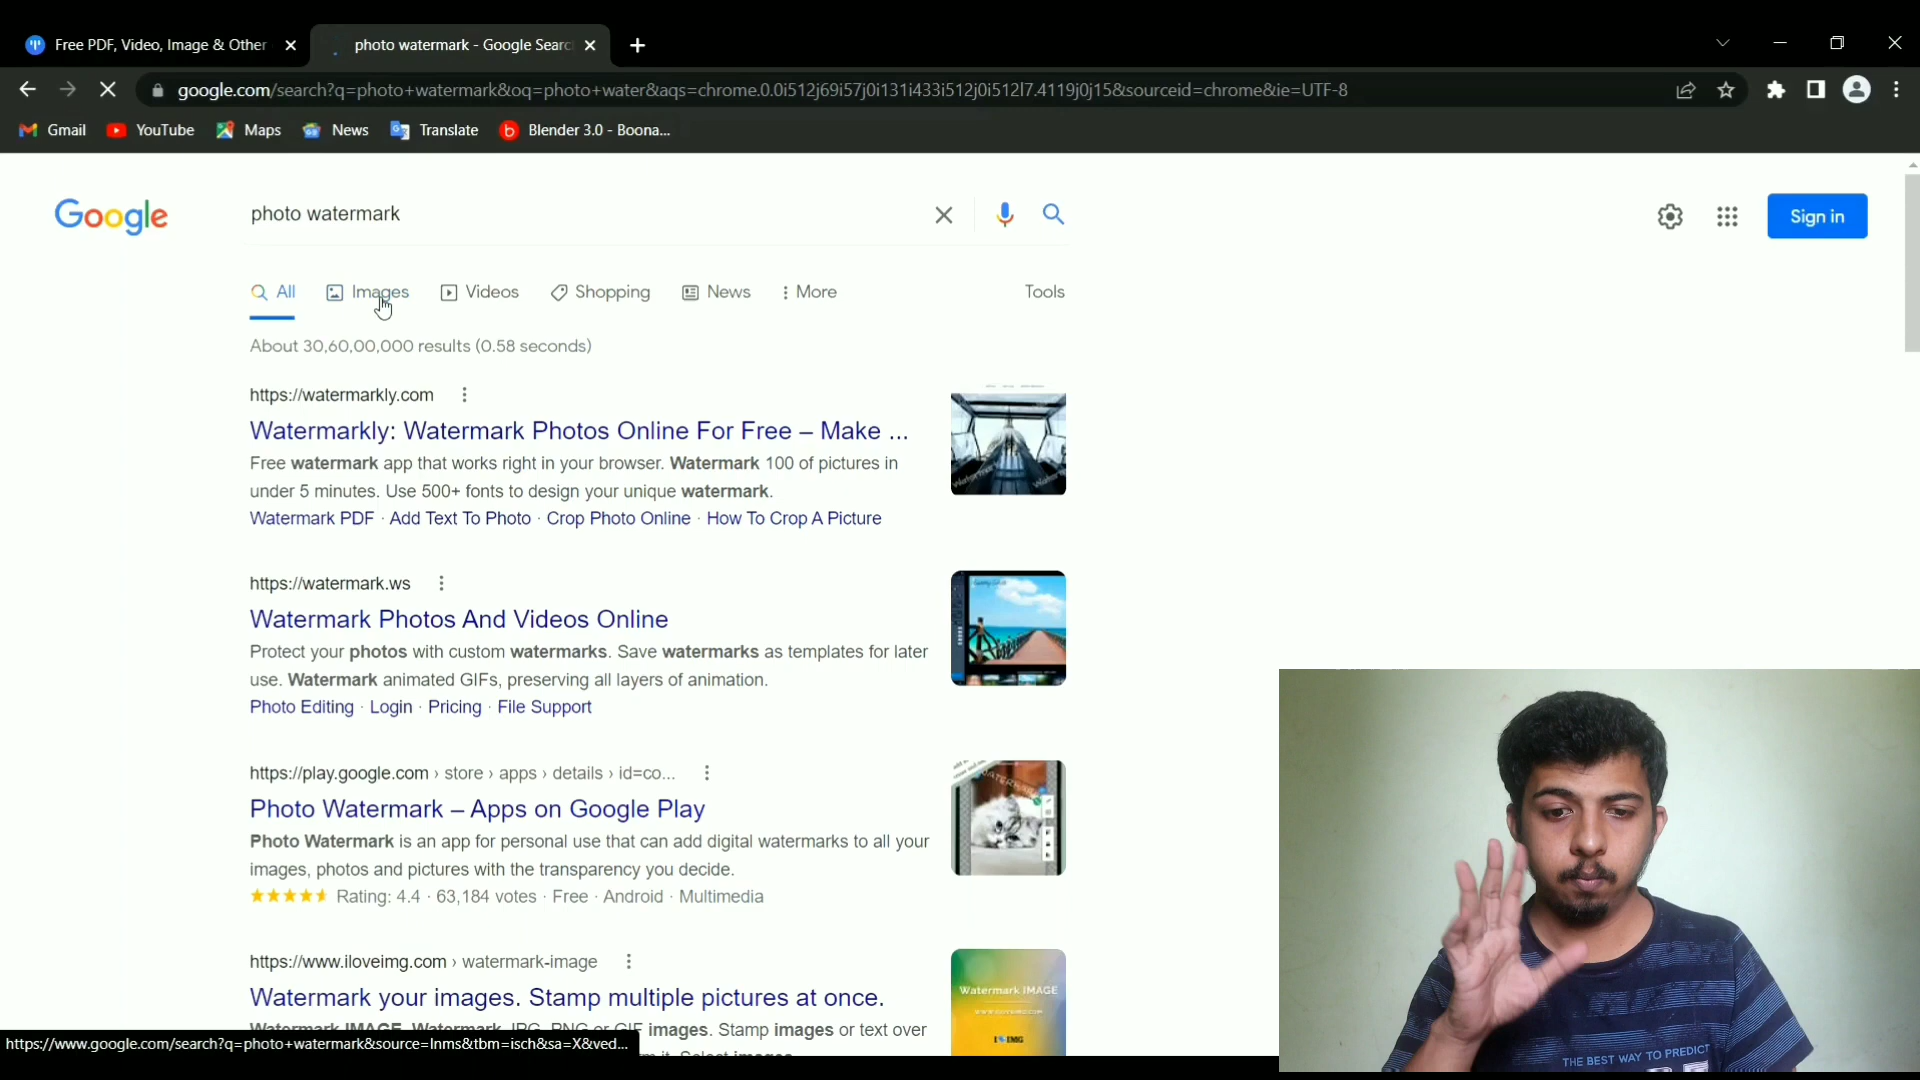 Free PDF, Video, Image & Other
photo watermark - Google Searc
google.com/search?q=photo+watermark&oq=photo+water&aqs=chrome.0.0i512j69i57j0i131i433i512j0i512l7.4119j0j15&sourceid=chrome&ie=UTF-8
Gmail YouTube Maps News Translate Blender 3.0 - Boona...
Google photo watermark Sign in
All Images Videos Shopping News More Tools
About 30,60,00,000 results (0.58 seconds)
https://watermarkly.com
Watermarkly: Watermark Photos Online For Free – Make ...
Free watermark app that works right in your browser. Watermark 100 of pictures in
under 5 minutes. Use 500+ fonts to design your unique watermark.
Watermark PDF · Add Text To Photo · Crop Photo Online · How To Crop A Picture
https://watermark.ws
Watermark Photos And Videos Online
Protect your photos with custom watermarks. Save watermarks as templates for later
use. Watermark animated GIFs, preserving all layers of animation.
Photo Editing · Login · Pricing · File Support
https://play.google.com › store › apps › details › id=co...
Photo Watermark – Apps on Google Play
Photo Watermark is an app for personal use that can add digital watermarks to all your
images, photos and pictures with the transparency you decide.
Rating: 4.4 · 63,184 votes · Free · Android · Multimedia
https://www.iloveimg.com › watermark-image
Watermark your images. Stamp multiple pictures at once.
Watermark IMAGE. Watermark JPG, PNG or GIF images. Stamp images or text over
Watermark IMAGE
https://www.google.com/search?q=photo+watermark&source=lnms&tbm=isch&sa=X&ved...
THE BEST WAY TO PREDICT